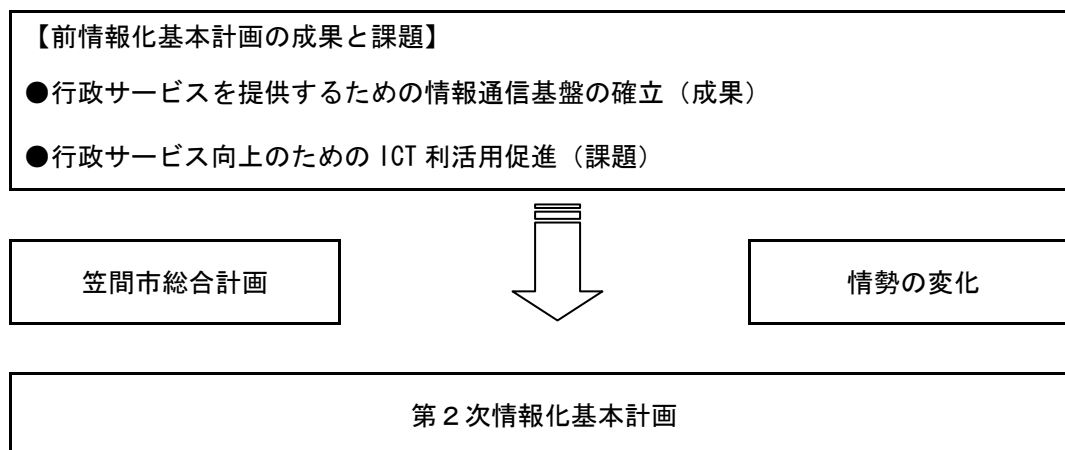 【前情報化基本計画の成果と課題】
●行政サービスを提供するための情報通信基盤の確立（成果）
●行政サービス向上のための ICT 利活用促進（課題）
笠間市総合計画
情勢の変化
第２次情報化基本計画